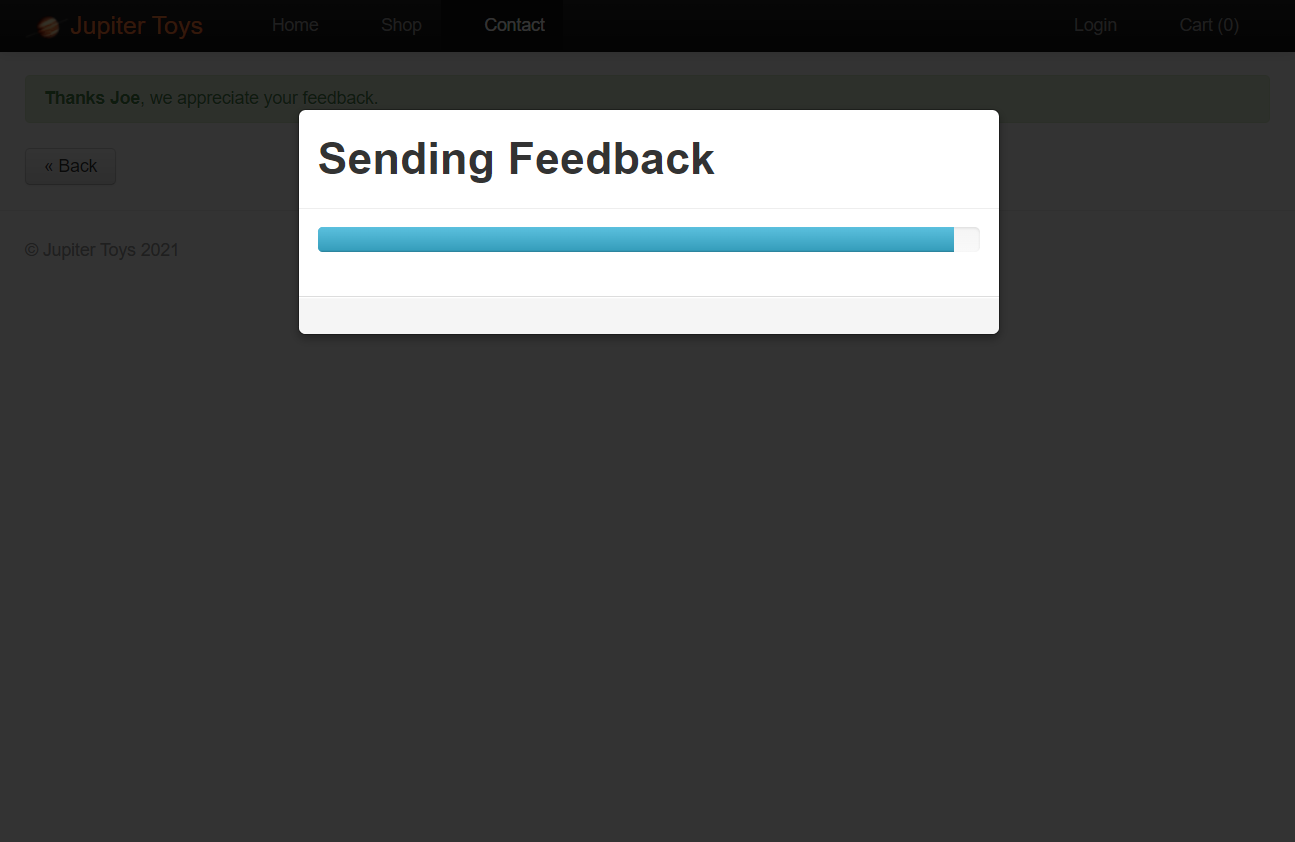 Jupiter Toys Home Shop Contact Login Cart (0)
Thanks Joe, we appreciate your feedback.
« Back
Sending Feedback
© Jupiter Toys 2021